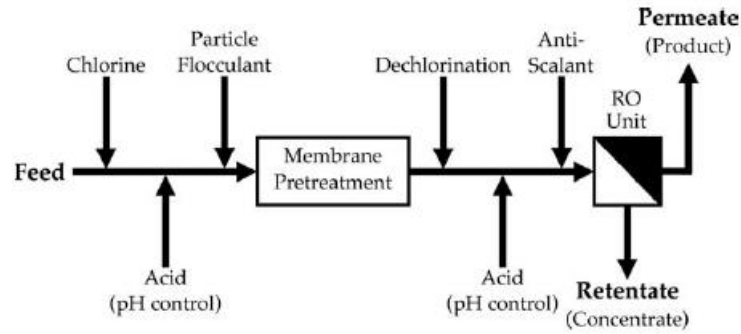 Permeate
(Product)
Particle
Flocculant
Chlorine
Anti-
Scalant
Dechlorination
RO
Unit
Feed
Membrane
Pretreatment
Acid
(pH control)
Acid
(pH control)
Retentate
(Concentrate)